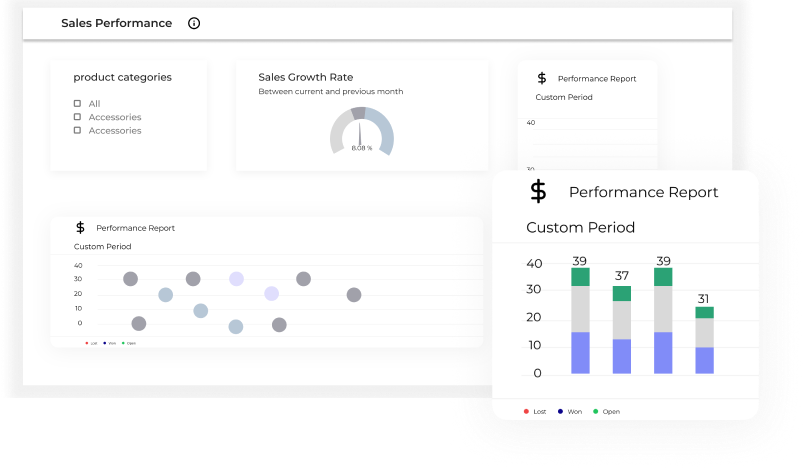 Sales Performance
product categories
All
Accessories
Accessories
Sales Growth Rate
Between current and previous month
8.08 %
$ Performance Report
Custom Period
40
$ Performance Report
Custom Period
40
30
20
10
0
Lost Won Open
$ Performance Report
Custom Period
39 39
37
31
40
30
20
10
0
Lost Won Open